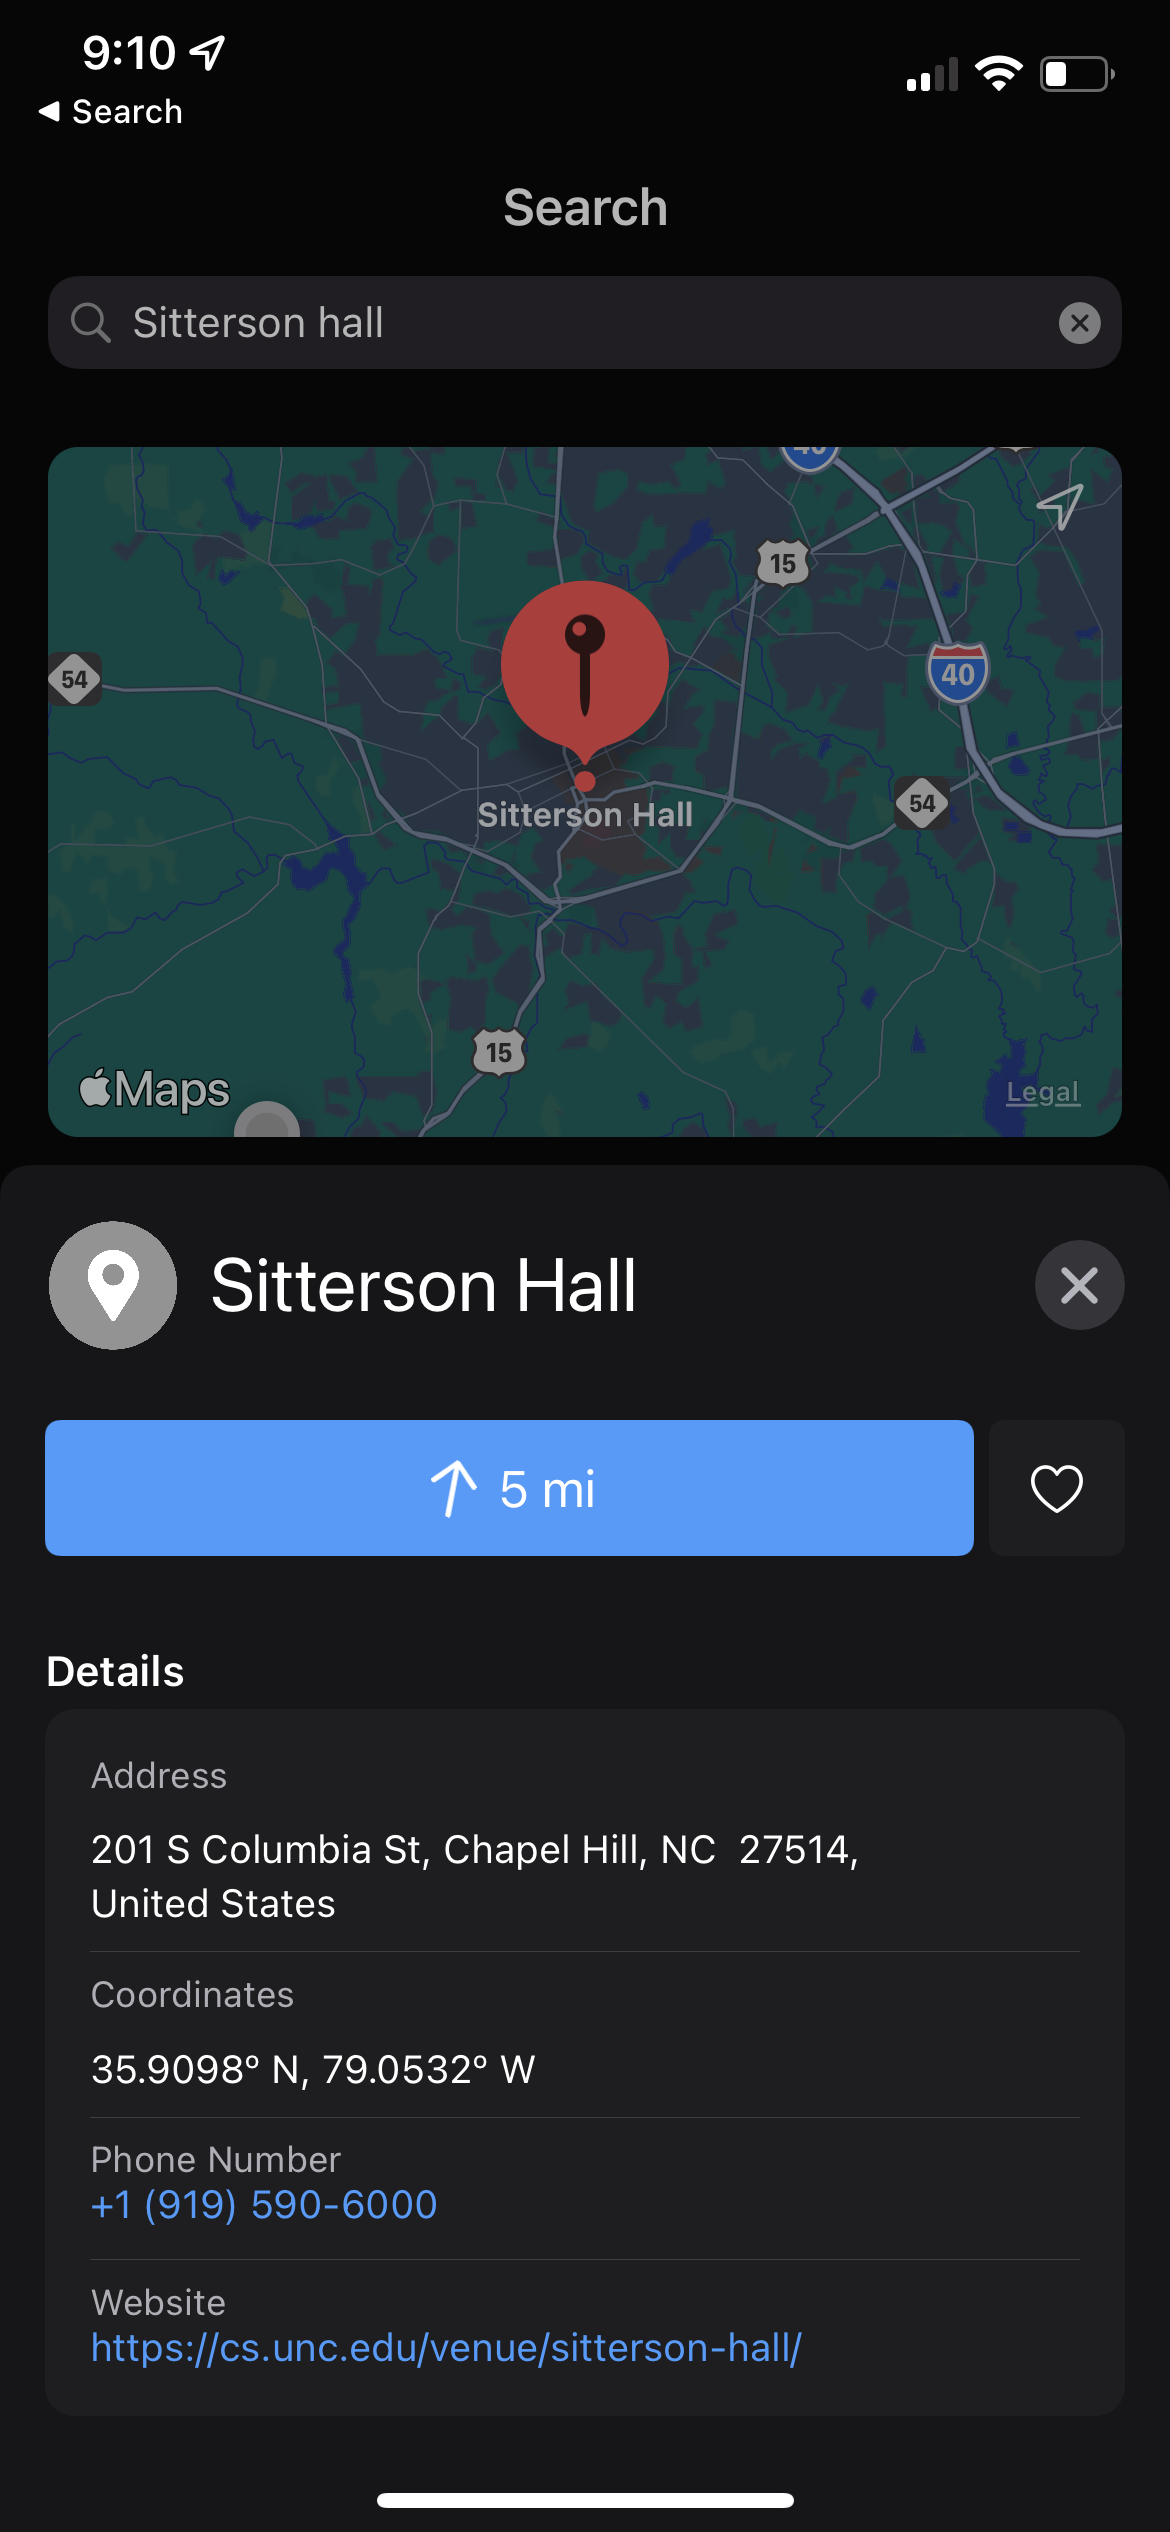 9:10
Search
Search
Sitterson hall
40
15
54
40
54
Sitterson Hall
15
Maps
Legal
Sitterson Hall
5 mi
Details
Address
201 S Columbia St, Chapel Hill, NC  27514,
United States
Coordinates
35.9098° N, 79.0532° W
Phone Number
+1 (919) 590-6000
Website
https://cs.unc.edu/venue/sitterson-hall/